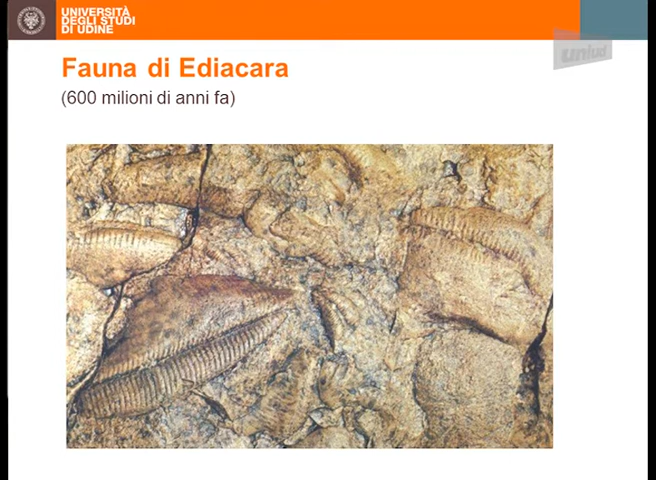 UNIVERSITÀ
DEGLI STUDI
DI UDINE
uniud
Fauna di Ediacara
(600 milioni di anni fa)